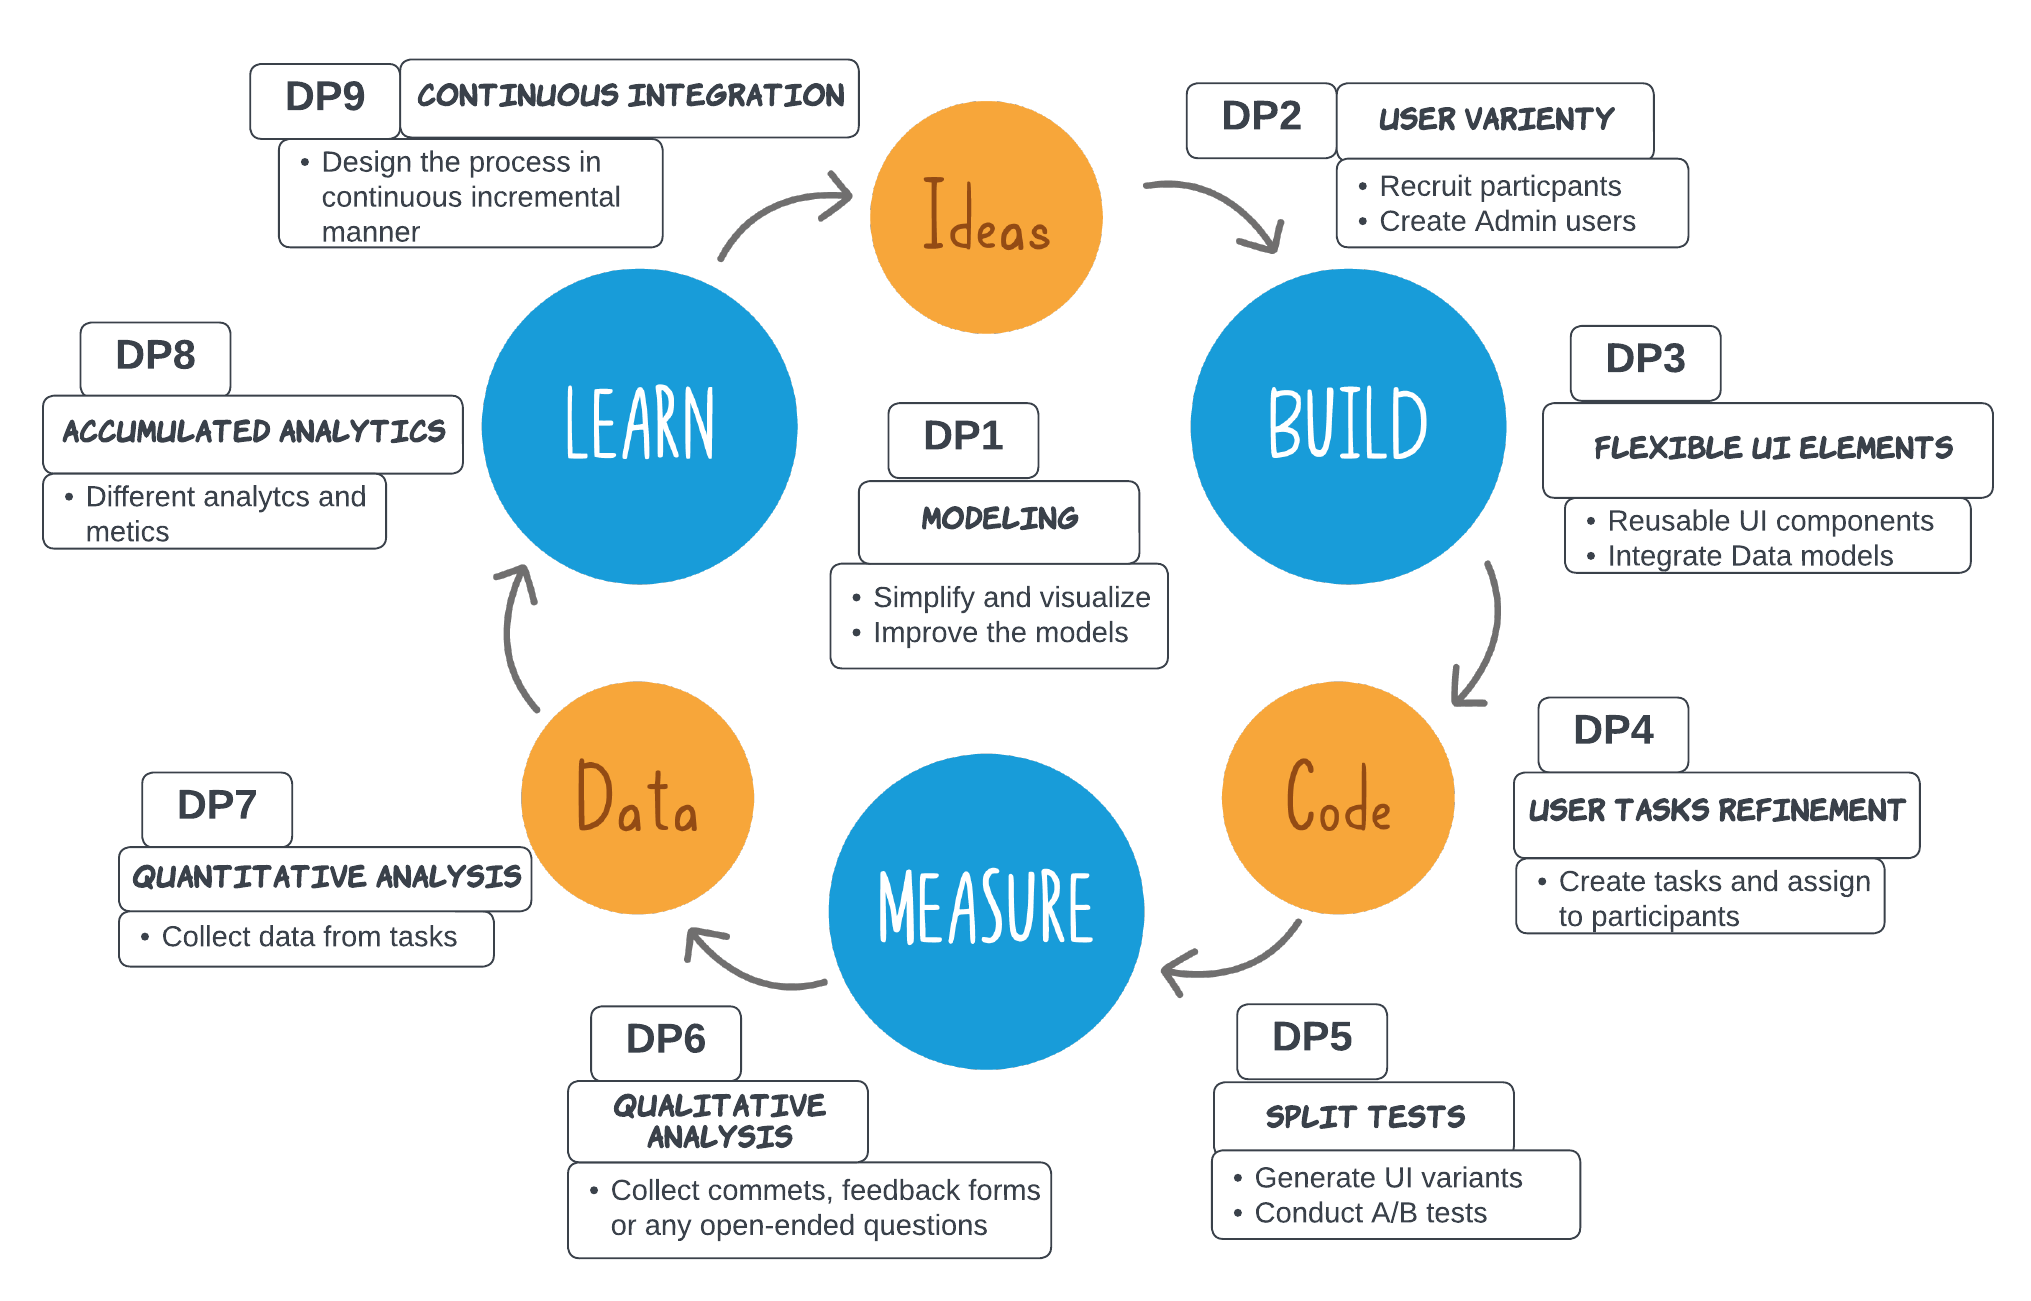 DP9
CONTINUOUS INTEGRATION
• Design the process in
continuous incremental
manner
Ideas
DP2
USER VARIENTY
• Recruit particpants
• Create Admin users
LEARN
BUILD
DP8
ACCUMULATED ANALYTICS
• Different analytcs and
metics
DP1
MODELING
• Simplify and visualize
• Improve the models
DP3
FLEXIBLE UI ELEMENTS
• Reusable UI components
• Integrate Data models
Data
Code
MEASURE
DP4
USER TASKS REFINEMENT
• Create tasks and assign
to participants
DP7
QUANTITATIVE ANALYSIS
• Collect data from tasks
DP6
QUALITATIVE
ANALYSIS
• Collect commets, feedback forms
or any open-ended questions
DP5
SPLIT TESTS
• Generate UI variants
• Conduct A/B tests